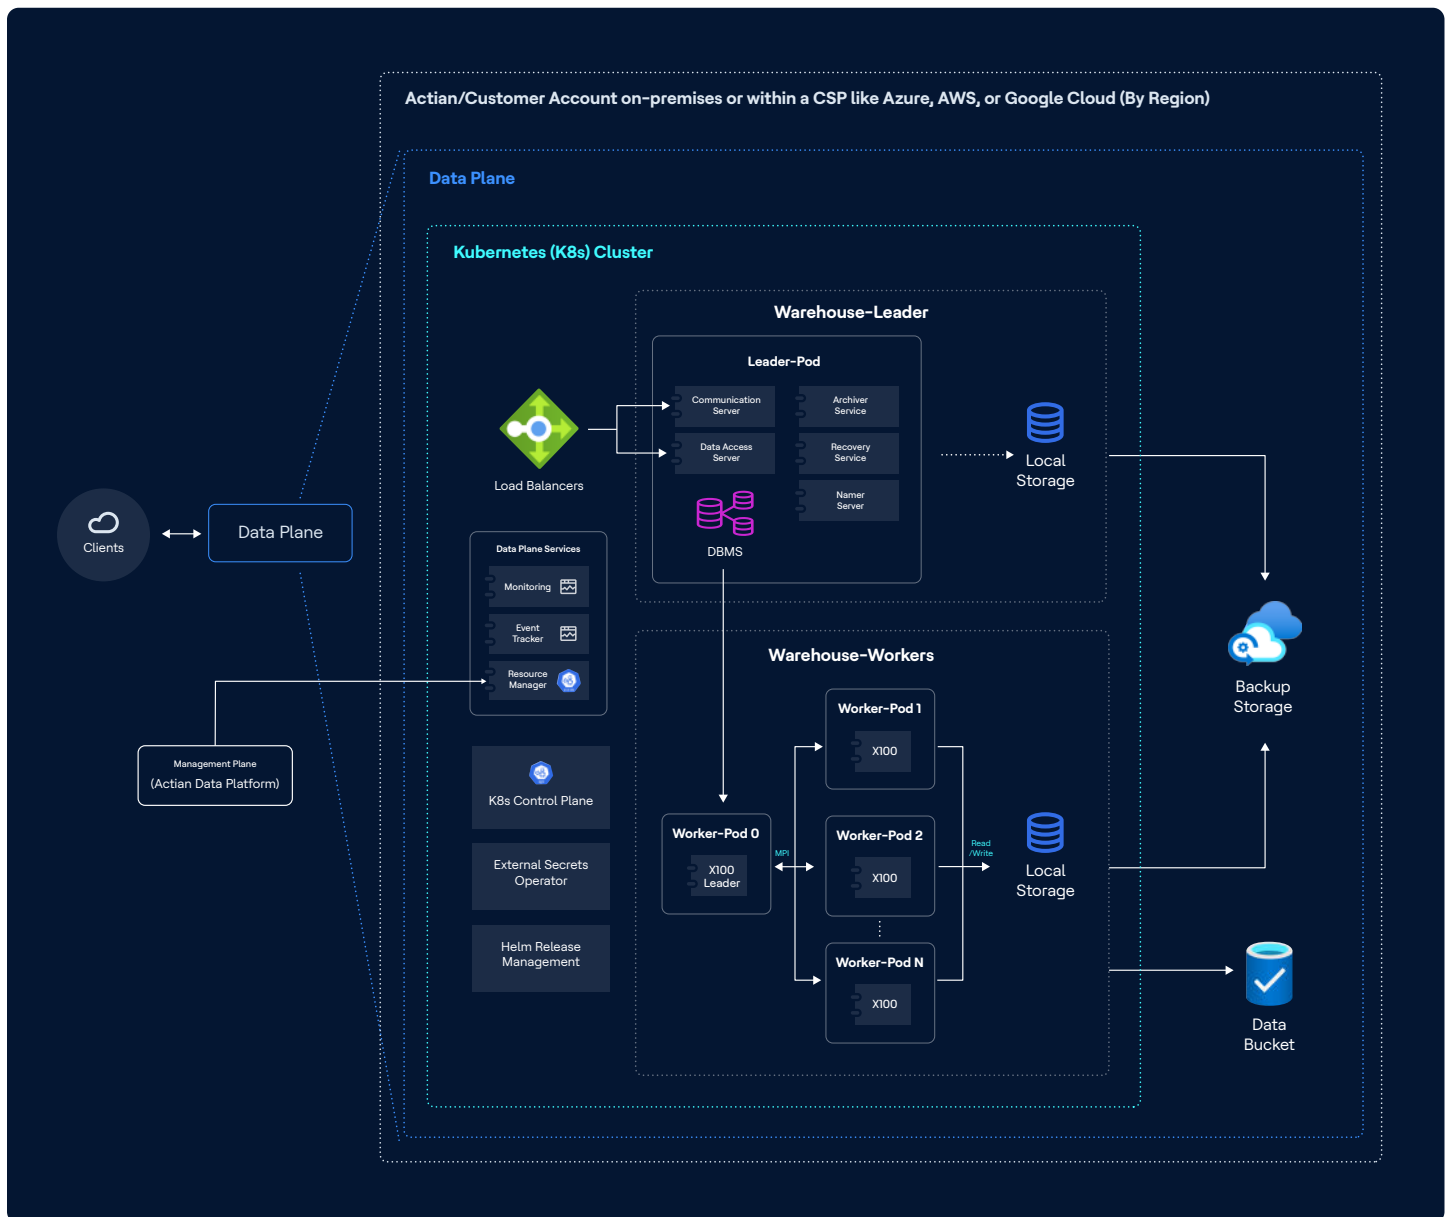 Actian/Customer Account on-premises or within a CSP like Azure, AWS, or Google Cloud (By Region)
Data Plane
Kubernetes (K8s) Cluster
Warehouse-Leader
Leader-Pod
Communication
Server
Archiver
Service
Data Access
Server
Recovery
Service
Namer
Server
DBMS
Load Balancers
Local
Storage
Clients
Data Plane
Data Plane Services
Monitoring
Event
Tracker
Resource
Manager
Management Plane
(Actian Data Platform)
K8s Control Plane
External Secrets
Operator
Helm Release
Management
Warehouse-Workers
Worker-Pod 0
X100
Leader
MPI
Worker-Pod 1
X100
Worker-Pod 2
X100
Worker-Pod N
X100
Read
/Write
Local
Storage
Backup
Storage
Data
Bucket